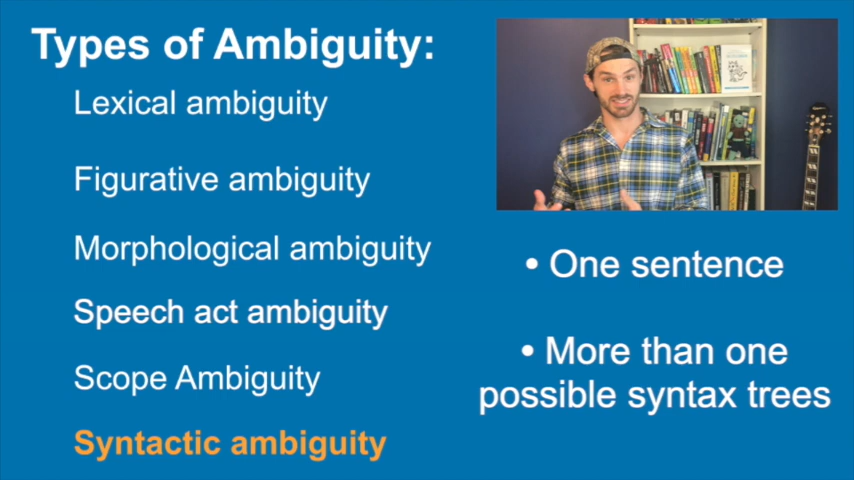 Types of Ambiguity:
Lexical ambiguity
Figurative ambiguity
Morphological ambiguity
Speech act ambiguity
Scope Ambiguity
Syntactic ambiguity
• One sentence
• More than one
possible syntax trees